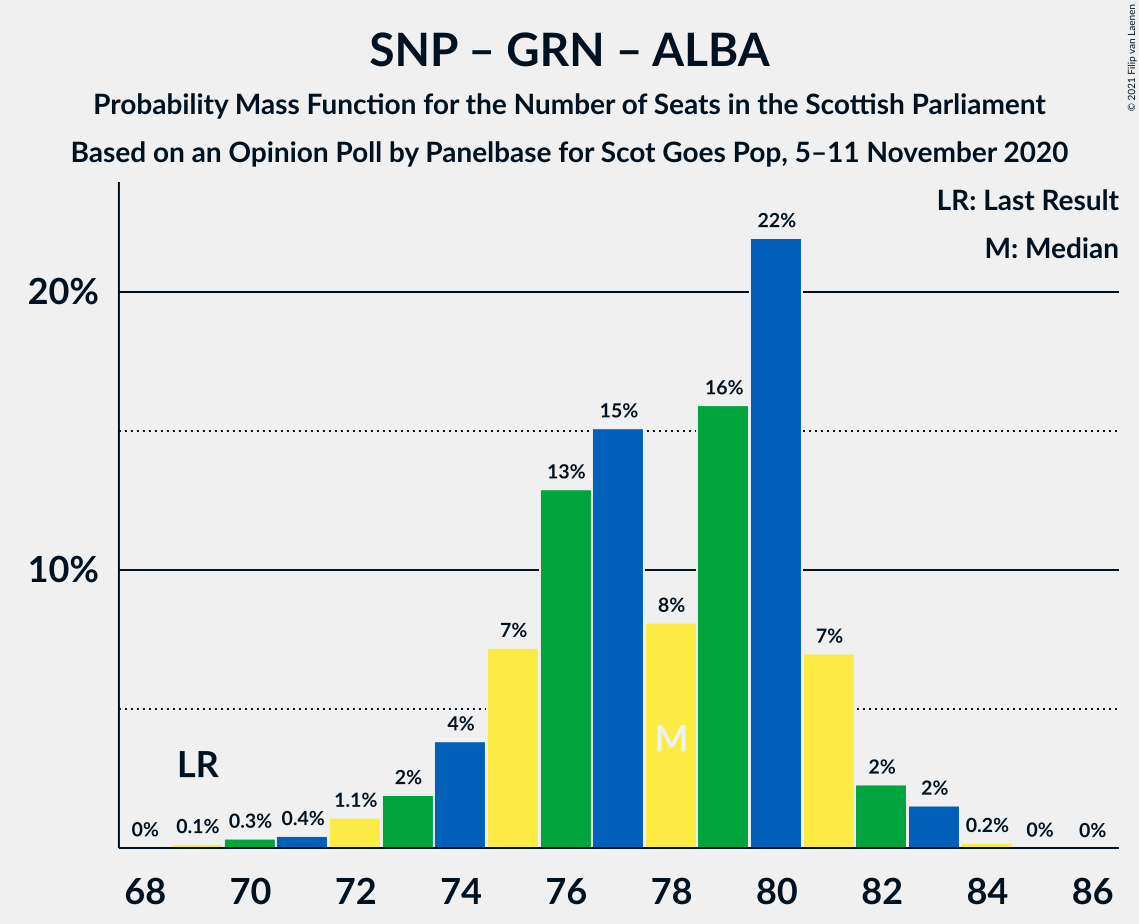 SNP – GRN – ALBA
Probability Mass Function for the Number of Seats in the Scottish Parliament
Based on an Opinion Poll by Panelbase for Scot Goes Pop, 5–11 November 2020
© 2021 Filip van Laenen
LR: Last Result
M: Median
20%
10%
0%
0.1%
0.3%
0.4%
1.1%
2%
4%
7%
13%
15%
8%
16%
22%
7%
2%
2%
0.2%
0%
0%
LR
M
68 70 72 74 76 78 80 82 84 86